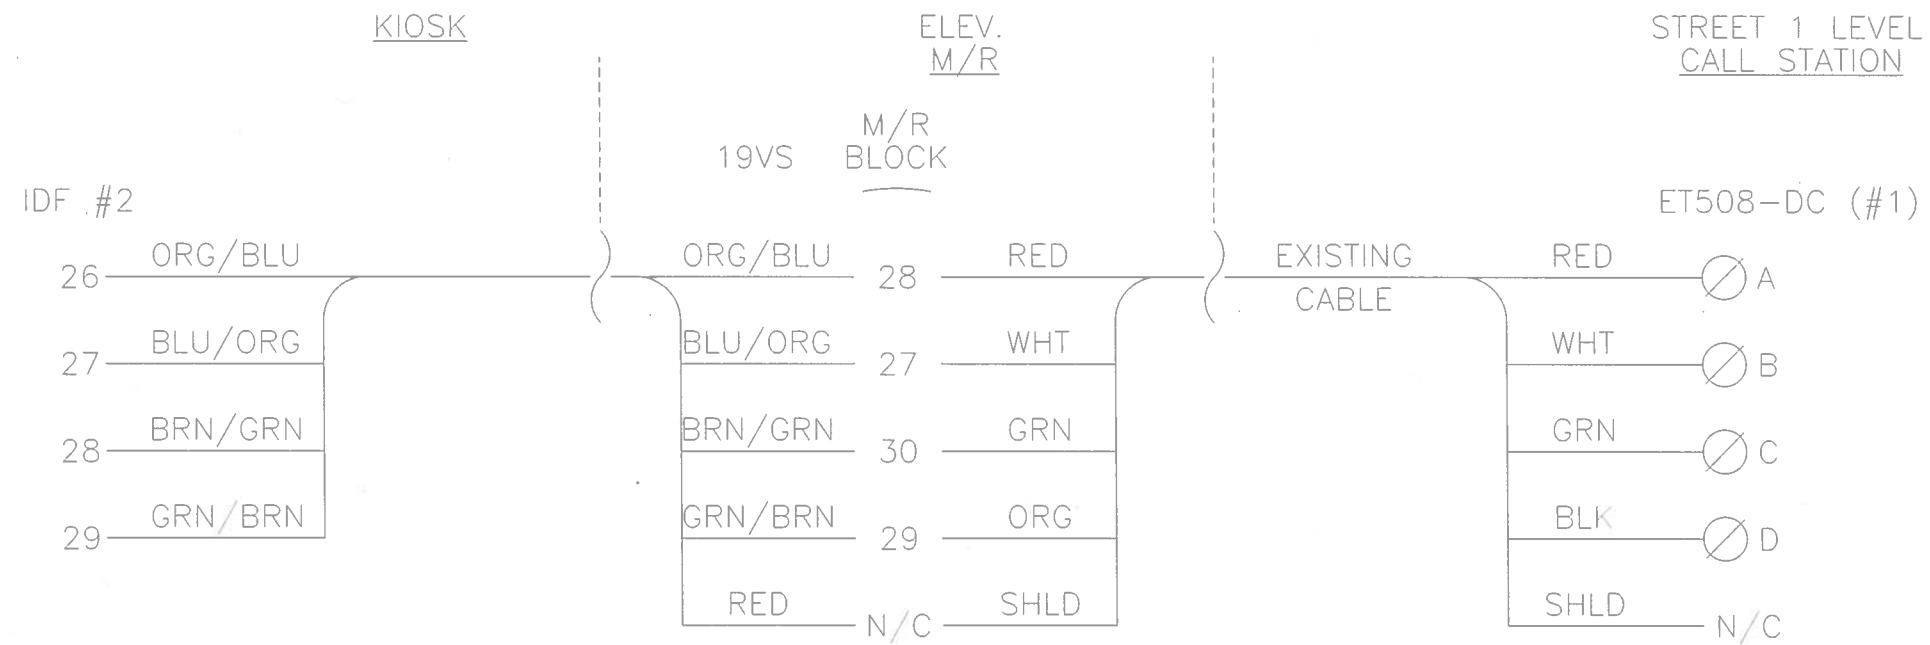 KIOSK
ELEV.
M/R
STREET 1 LEVEL
CALL STATION
19VS
M/R
BLOCK
IDF #2
ET508-DC (#1)
26 ORG/BLU ORG/BLU 28 RED EXISTING RED A
CABLE
27 BLU/ORG BLU/ORG 27 WHT WHT B
28 BRN/GRN BRN/GRN 30 GRN GRN C
29 GRN/BRN GRN/BRN 29 ORG BLK D
RED N/C SHLD SHLD N/C